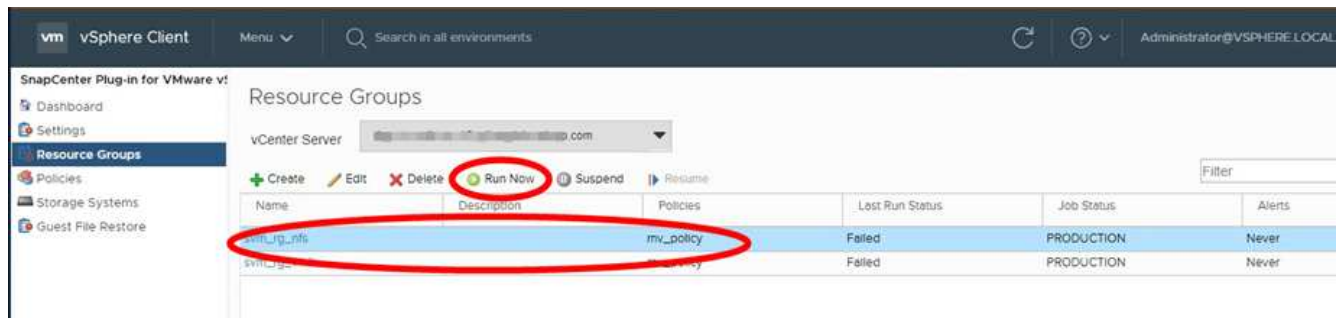 vm vSphere Client Menu Search in all environments Administrator@VSPHERE.LOCAL
SnapCenter Plug-in for VMware vS
Dashboard
Settings
Resource Groups
Policies
Storage Systems
Guest File Restore
Resource Groups
vCenter Server .com
Create Edit Delete Run Now Suspend Resume Filter
Name Description Policies Last Run Status Job Status Alerts
svm_rg_nfs mv_policy Failed PRODUCTION Never
Failed PRODUCTION Never